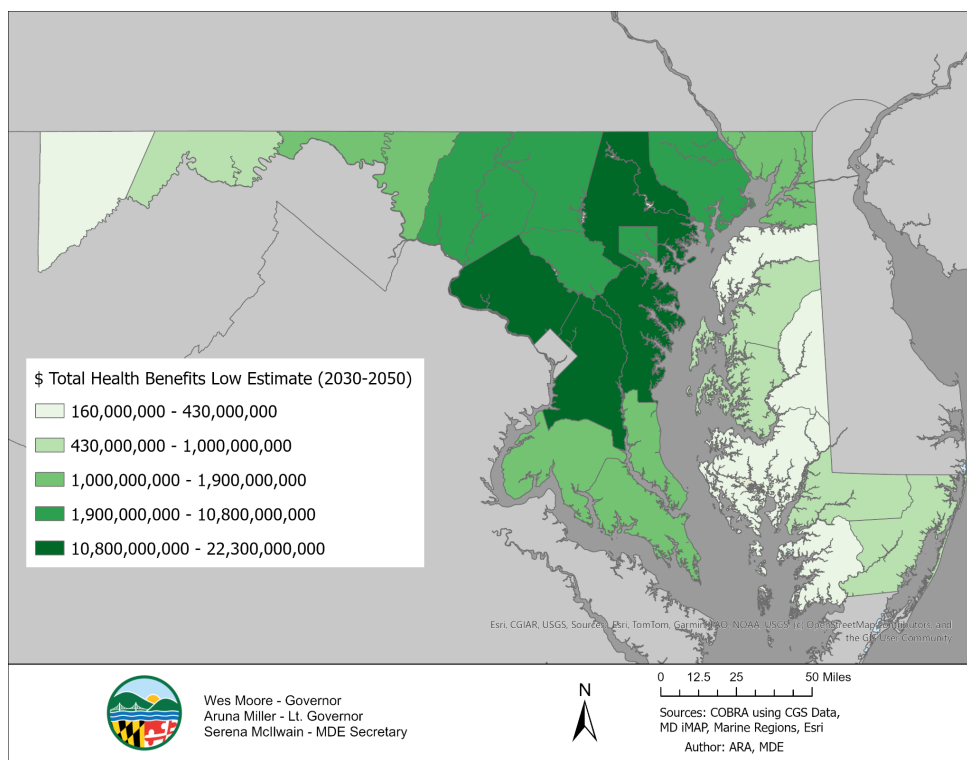 $ Total Health Benefits Low Estimate (2030-2050)
160,000,000 - 430,000,000
430,000,000 - 1,000,000,000
1,000,000,000 - 1,900,000,000
1,900,000,000 - 10,800,000,000
10,800,000,000 - 22,300,000,000
Esri, CGIAR, USGS, Sources: Esri, TomTom, Garmin, FAO, NOAA, USGS, (c) OpenStreetMap contributors, and
the GIS User Community
Wes Moore - Governor
Aruna Miller - Lt. Governor
Serena McIlwain - MDE Secretary
N
0 12.5 25 50 Miles
Sources: COBRA using CGS Data,
MD iMAP, Marine Regions, Esri
Author: ARA, MDE